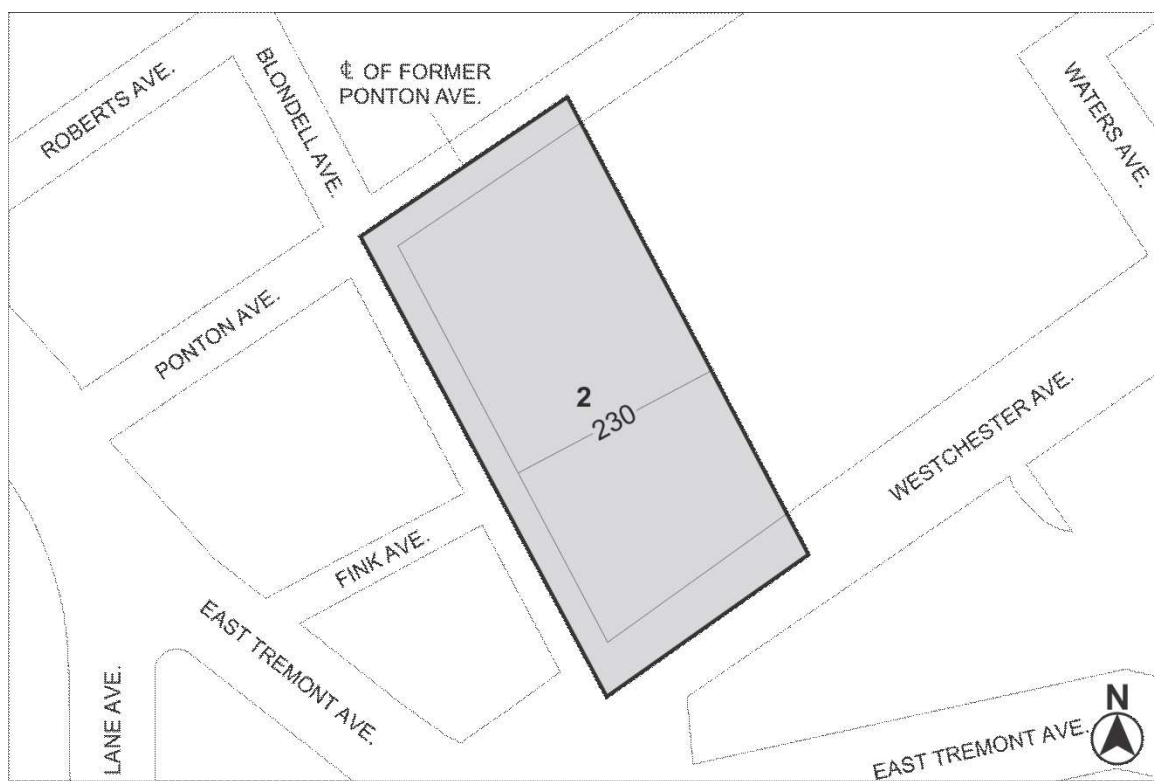 ROBERTS AVE.
BLONDELL AVE.
℄ OF FORMER
PONTON AVE.
WATERS AVE.
PONTON AVE.
2
230
WESTCHESTER AVE.
FINK AVE.
EAST TREMONT AVE.
LANE AVE.
N
EAST TREMONT AVE.